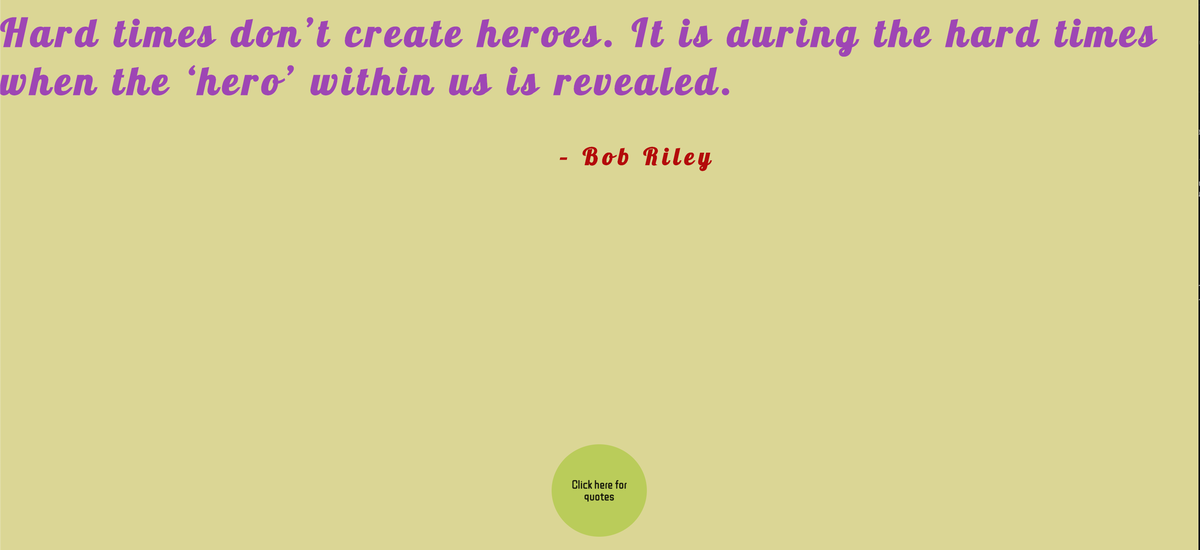 Hard times don’t create heroes. It is during the hard times
when the ‘hero’ within us is revealed.
- Bob Riley
Click here for
quotes